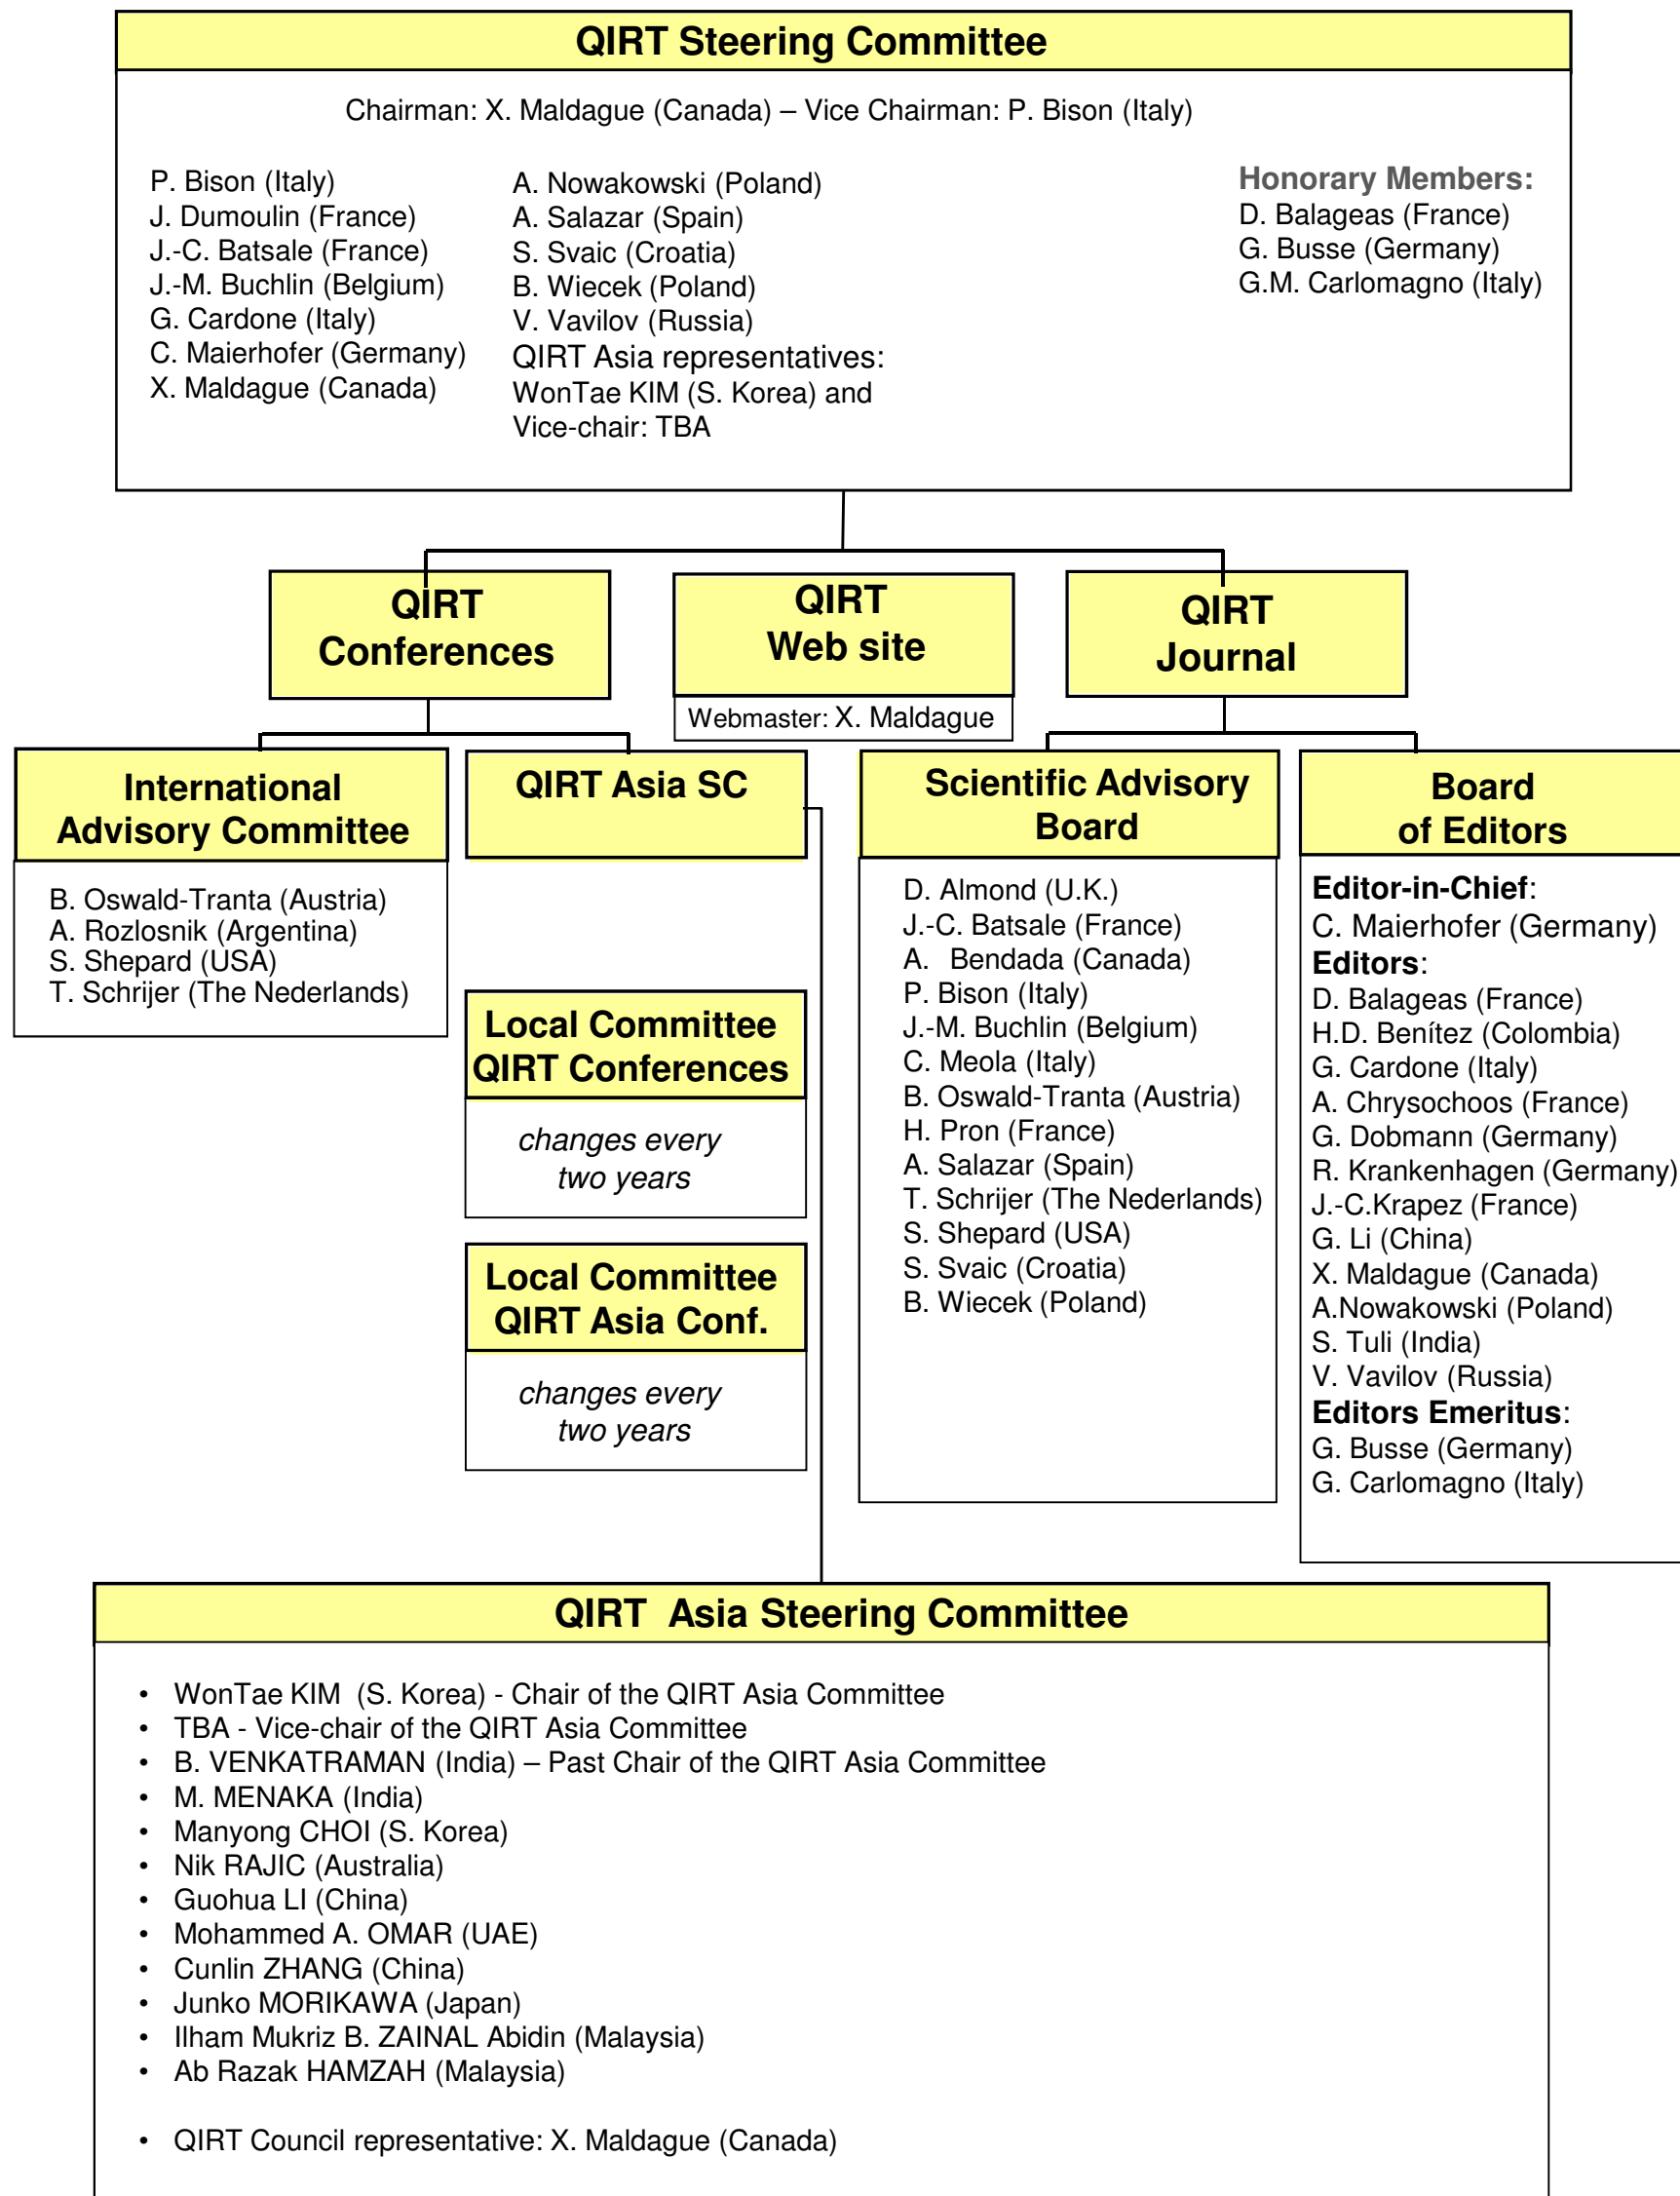 QIRT Steering Committee
Chairman: X. Maldague (Canada) – Vice Chairman: P. Bison (Italy)
P. Bison (Italy)
J. Dumoulin (France)
J.-C. Batsale (France)
J.-M. Buchlin (Belgium)
G. Cardone (Italy)
C. Maierhofer (Germany)
X. Maldague (Canada)
A. Nowakowski (Poland)
A. Salazar (Spain)
S. Svaic (Croatia)
B. Wiecek (Poland)
V. Vavilov (Russia)
QIRT Asia representatives:
WonTae KIM (S. Korea) and
Vice-chair: TBA
Honorary Members:
D. Balageas (France)
G. Busse (Germany)
G.M. Carlomagno (Italy)
QIRT
Conferences
QIRT
Web site
Webmaster: X. Maldague
QIRT
Journal
International
Advisory Committee
B. Oswald-Tranta (Austria)
A. Rozlosnik (Argentina)
S. Shepard (USA)
T. Schrijer (The Nederlands)
QIRT Asia SC
Local Committee
QIRT Conferences
changes every
two years
Local Committee
QIRT Asia Conf.
changes every
two years
Scientific Advisory
Board
D. Almond (U.K.)
J.-C. Batsale (France)
A. Bendada (Canada)
P. Bison (Italy)
J.-M. Buchlin (Belgium)
C. Meola (Italy)
B. Oswald-Tranta (Austria)
H. Pron (France)
A. Salazar (Spain)
T. Schrijer (The Nederlands)
S. Shepard (USA)
S. Svaic (Croatia)
B. Wiecek (Poland)
Board
of Editors
Editor-in-Chief:
C. Maierhofer (Germany)
Editors:
D. Balageas (France)
H.D. Benítez (Colombia)
G. Cardone (Italy)
A. Chrysochoos (France)
G. Dobmann (Germany)
R. Krankenhagen (Germany)
J.-C.Krapez (France)
G. Li (China)
X. Maldague (Canada)
A.Nowakowski (Poland)
S. Tuli (India)
V. Vavilov (Russia)
Editors Emeritus:
G. Busse (Germany)
G. Carlomagno (Italy)
QIRT Asia Steering Committee
• WonTae KIM (S. Korea) - Chair of the QIRT Asia Committee
• TBA - Vice-chair of the QIRT Asia Committee
• B. VENKATRAMAN (India) – Past Chair of the QIRT Asia Committee
• M. MENAKA (India)
• Manyong CHOI (S. Korea)
• Nik RAJIC (Australia)
• Guohua LI (China)
• Mohammed A. OMAR (UAE)
• Cunlin ZHANG (China)
• Junko MORIKAWA (Japan)
• Ilham Mukriz B. ZAINAL Abidin (Malaysia)
• Ab Razak HAMZAH (Malaysia)
• QIRT Council representative: X. Maldague (Canada)